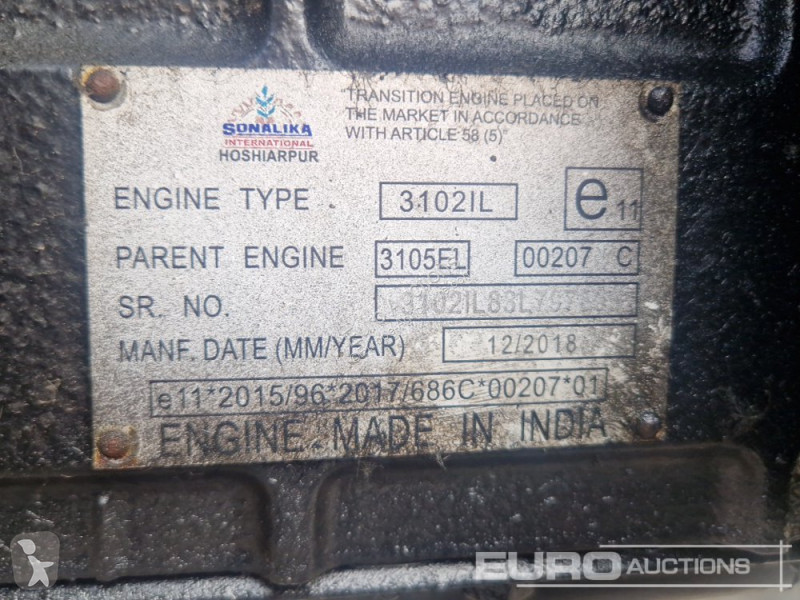 SONALIKA
INTERNATIONAL
HOSHIARPUR
"TRANSITION ENGINE PLACED ON
THE MARKET IN ACCORDANCE
WITH ARTICLE 58 (5)"
ENGINE TYPE 3102IL e 11
PARENT ENGINE 3105EL 00207 C
SR. NO.
MANF. DATE (MM/YEAR) 12/2018
e11*2015/96*2017/686C*00207*01
ENGINE MADE IN INDIA
EURO AUCTIONS